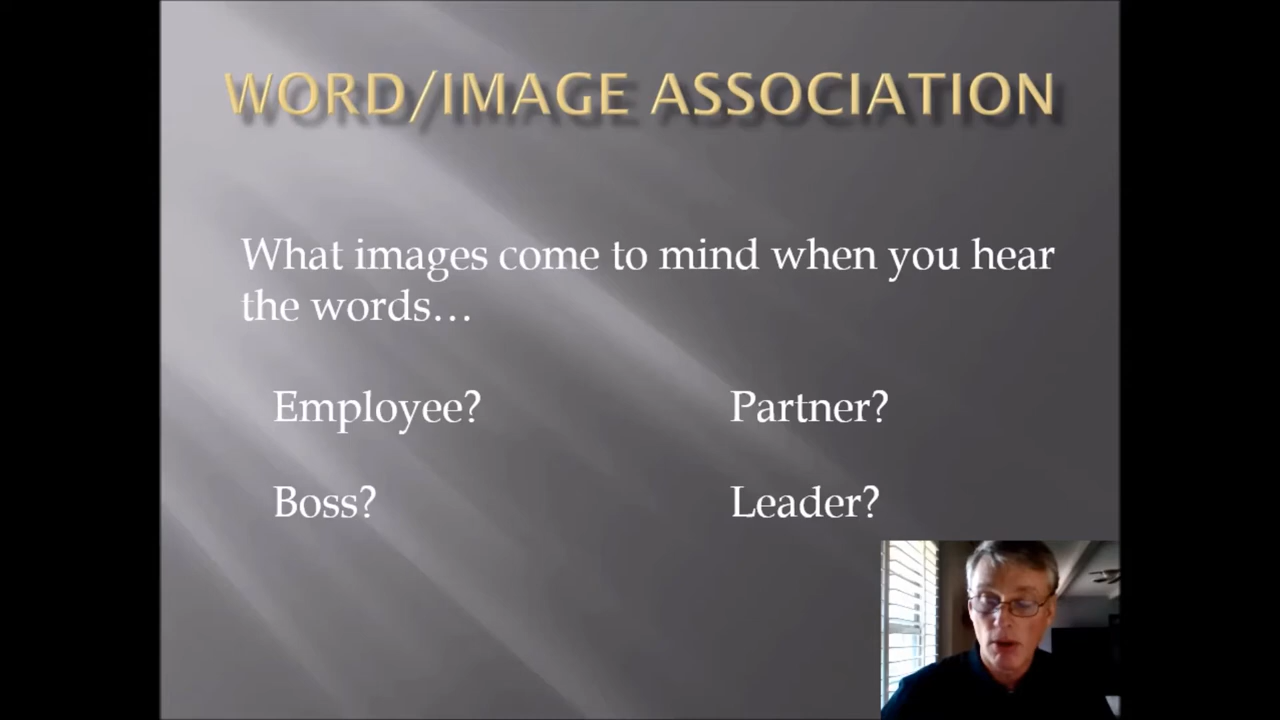 WORD/IMAGE ASSOCIATION
What images come to mind when you hear
the words…
Employee? Partner?
Boss? Leader?